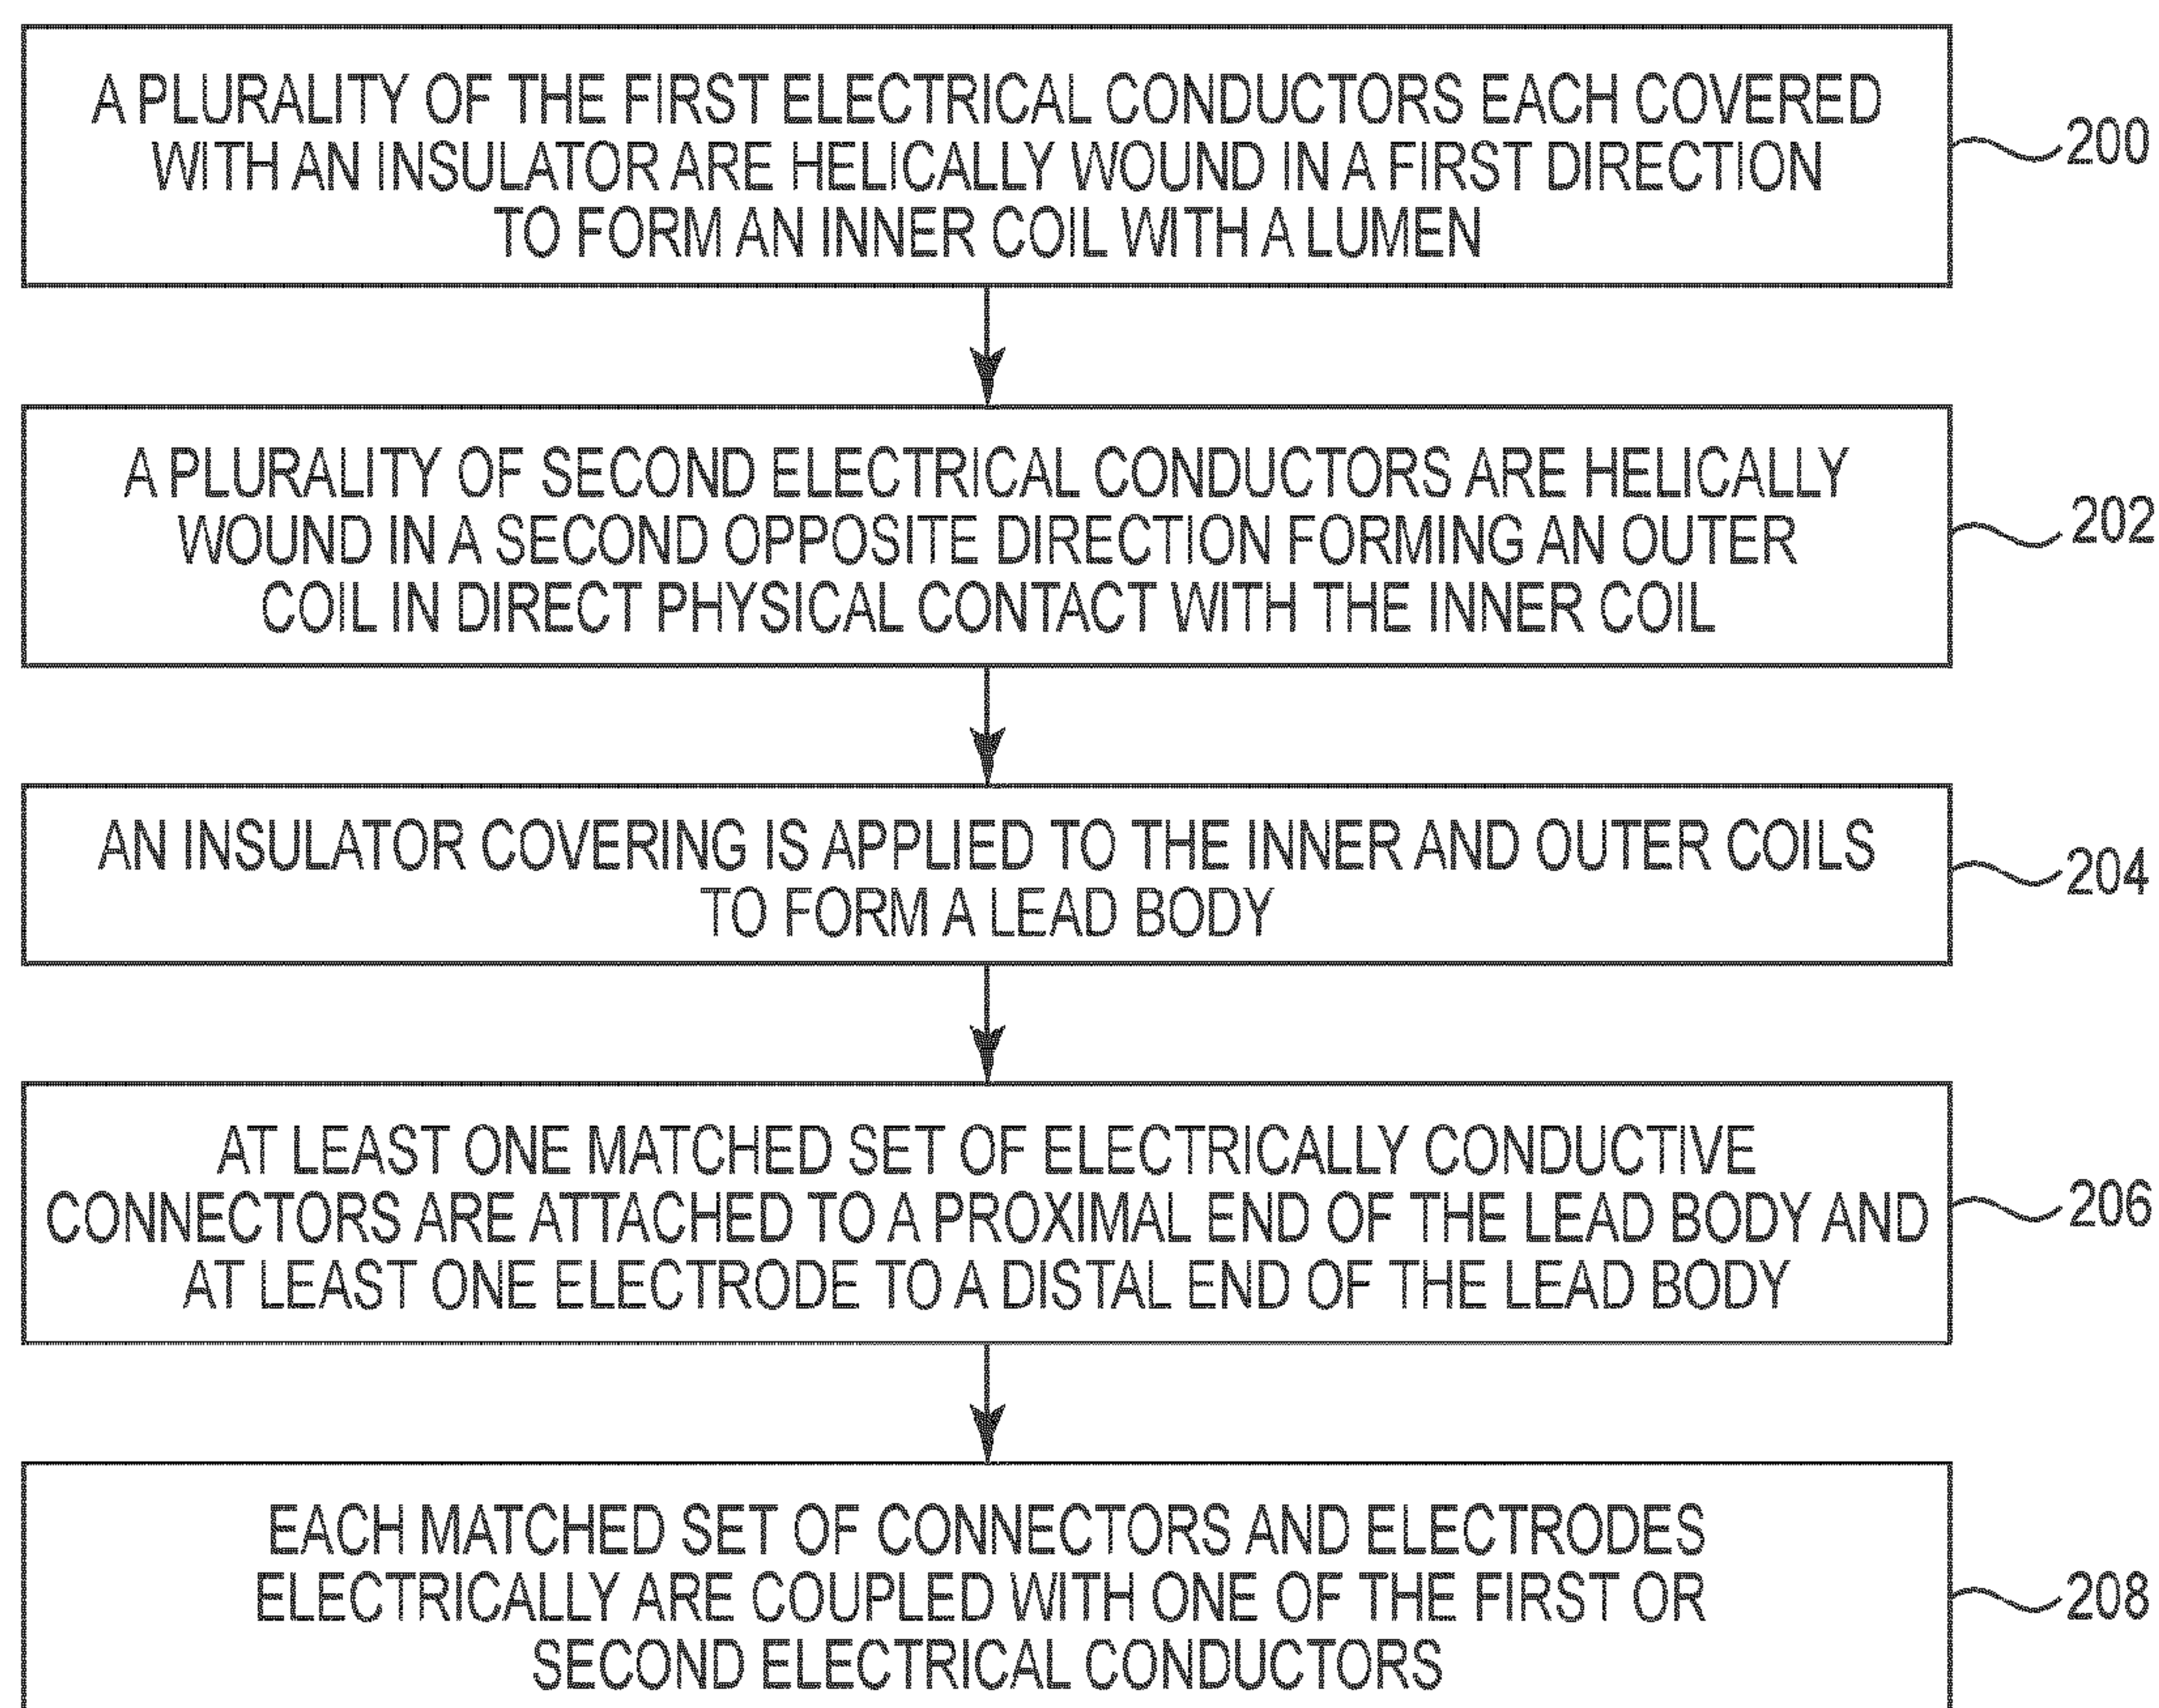 A PLURALITY OF THE FIRST ELECTRICAL CONDUCTORS EACH COVERED
WITH AN INSULATOR ARE HELICALLY WOUND IN A FIRST DIRECTION
TO FORM AN INNER COIL WITH A LUMEN
200
A PLURALITY OF SECOND ELECTRICAL CONDUCTORS ARE HELICALLY
WOUND IN A SECOND OPPOSITE DIRECTION FORMING AN OUTER
COIL IN DIRECT PHYSICAL CONTACT WITH THE INNER COIL
202
AN INSULATOR COVERING IS APPLIED TO THE INNER AND OUTER COILS
TO FORM A LEAD BODY
204
AT LEAST ONE MATCHED SET OF ELECTRICALLY CONDUCTIVE
CONNECTORS ARE ATTACHED TO A PROXIMAL END OF THE LEAD BODY AND
AT LEAST ONE ELECTRODE TO A DISTAL END OF THE LEAD BODY
206
EACH MATCHED SET OF CONNECTORS AND ELECTRODES
ELECTRICALLY ARE COUPLED WITH ONE OF THE FIRST OR
SECOND ELECTRICAL CONDUCTORS
208